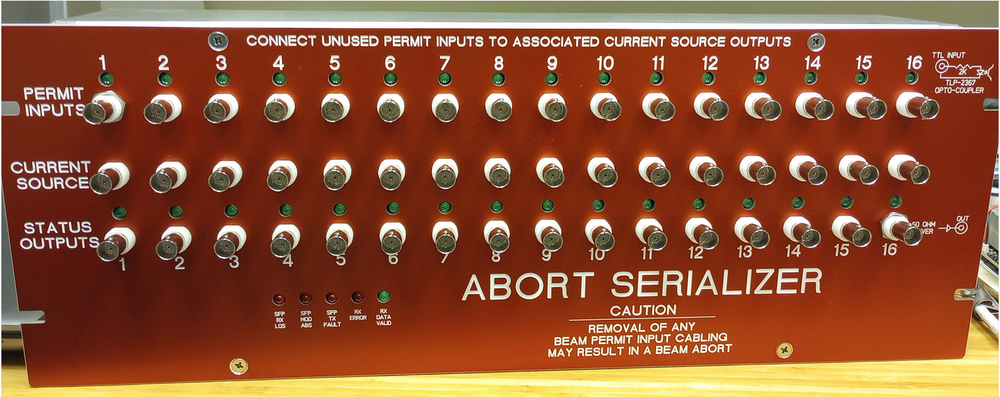 CONNECT UNUSED PERMIT INPUTS TO ASSOCIATED CURRENT SOURCE OUTPUTS
1 2 3 4 5 6 7 8 9 10 11 12 13 14 15 16
TTL INPUT
2K
TLP-2367
OPTO-COUPLER
PERMIT
INPUTS
CURRENT
SOURCE
STATUS
OUTPUTS
50 OHM
OUT
1 2 3 4 5 6 7 8 9 10 11 12 13 14 15 16
ABORT SERIALIZER
SFP
RX
LOS
SFP
MOD
ABS
SFP
TX
FAULT
RX
ERROR
RX
DATA
VALID
CAUTION
REMOVAL OF ANY
BEAM PERMIT INPUT CABLING
MAY RESULT IN A BEAM ABORT